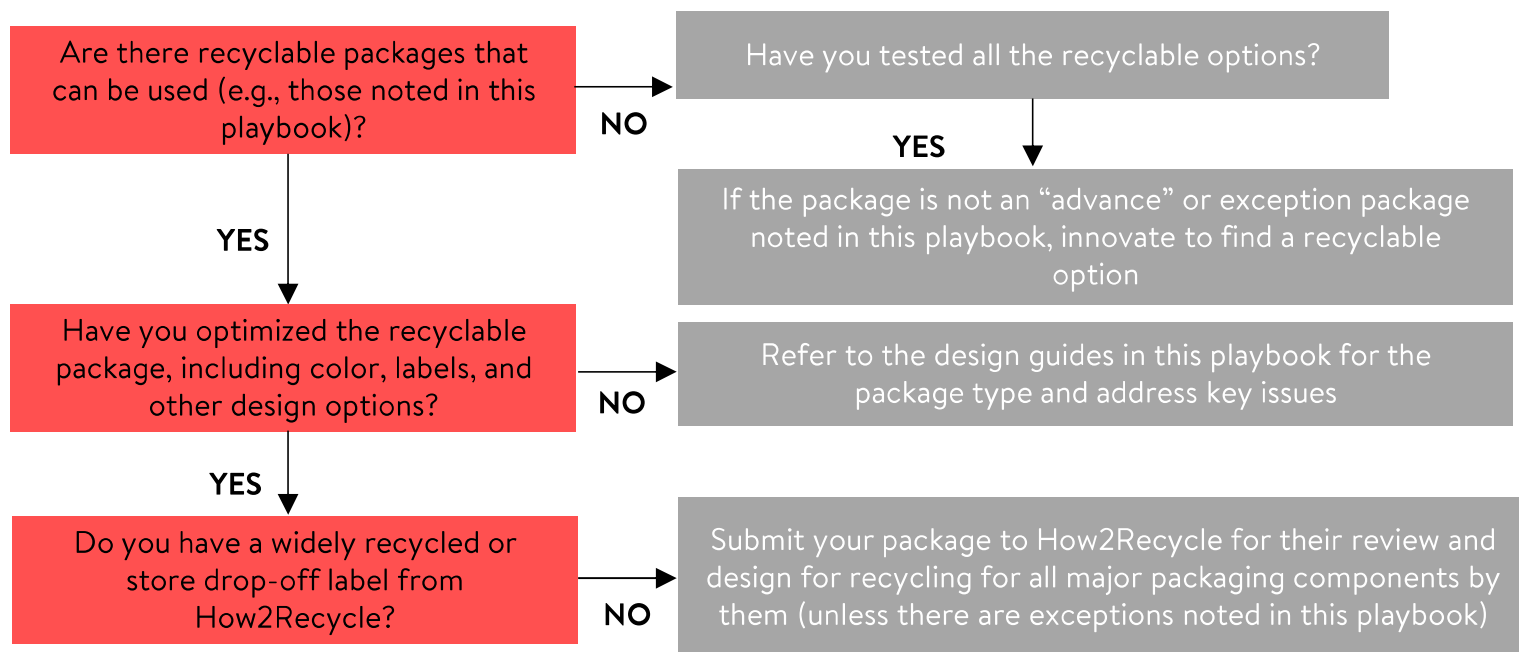 Are there recyclable packages that
can be used (e.g., those noted in this
playbook)?
NO
Have you tested all the recyclable options?
YES
If the package is not an “advance” or exception package
noted in this playbook, innovate to find a recyclable
option
YES
Have you optimized the recyclable
package, including color, labels, and
other design options?
NO
Refer to the design guides in this playbook for the
package type and address key issues
YES
Do you have a widely recycled or
store drop-off label from
How2Recycle?
NO
Submit your package to How2Recycle for their review and
design for recycling for all major packaging components by
them (unless there are exceptions noted in this playbook)